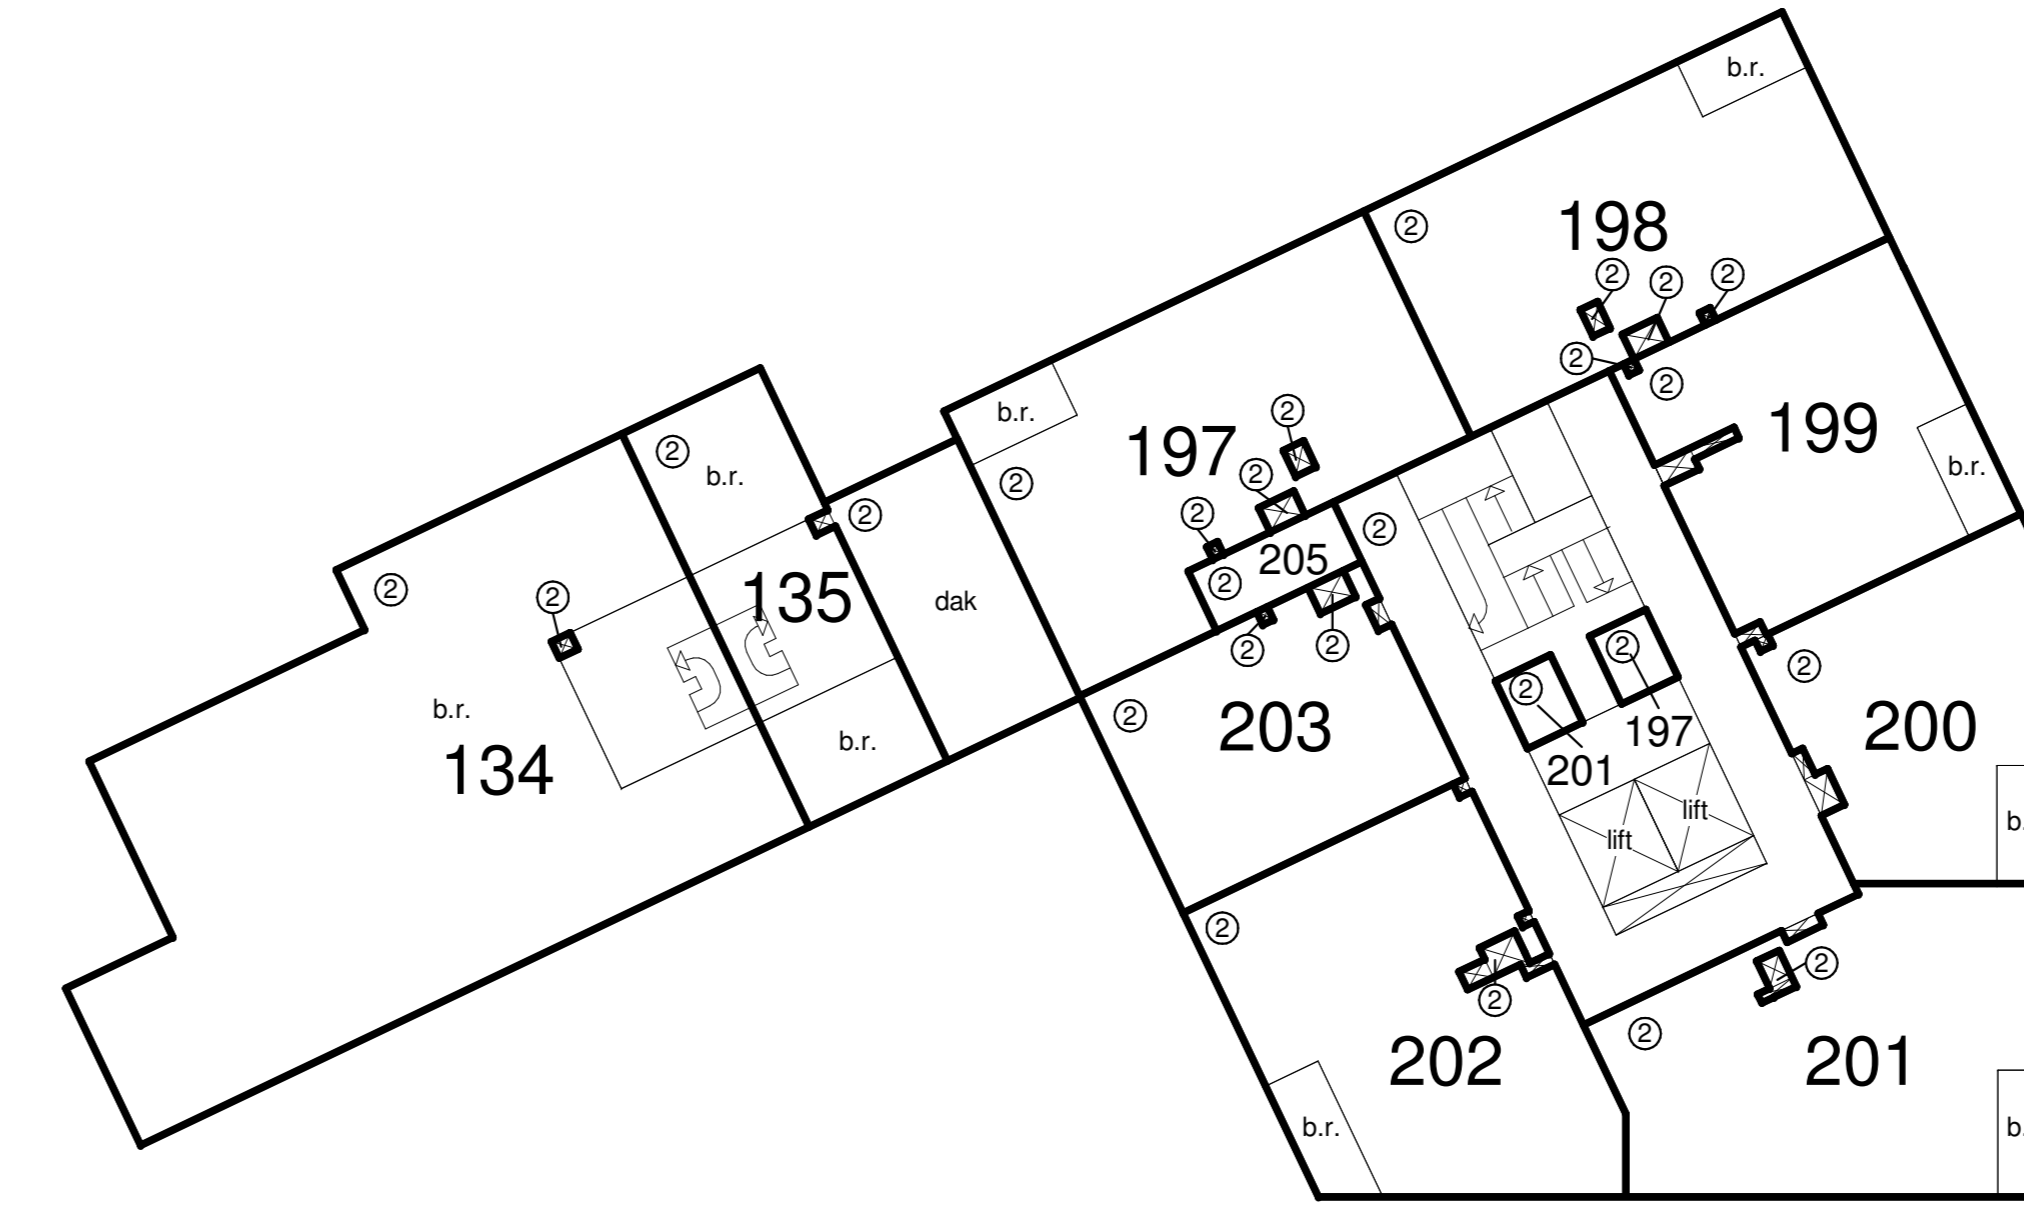 b.r.
②
198
② ② ②
②
②
b.r.
②
197
②
②
②
199
b.r.
②
b.r.
②
②
②
135
dak
205
②
②
②
②
②
b.r.
134
b.r.
②
203
②
②
197
201
lift
lift
②
200
b.
②
②
202
b.r.
②
②
201
b.